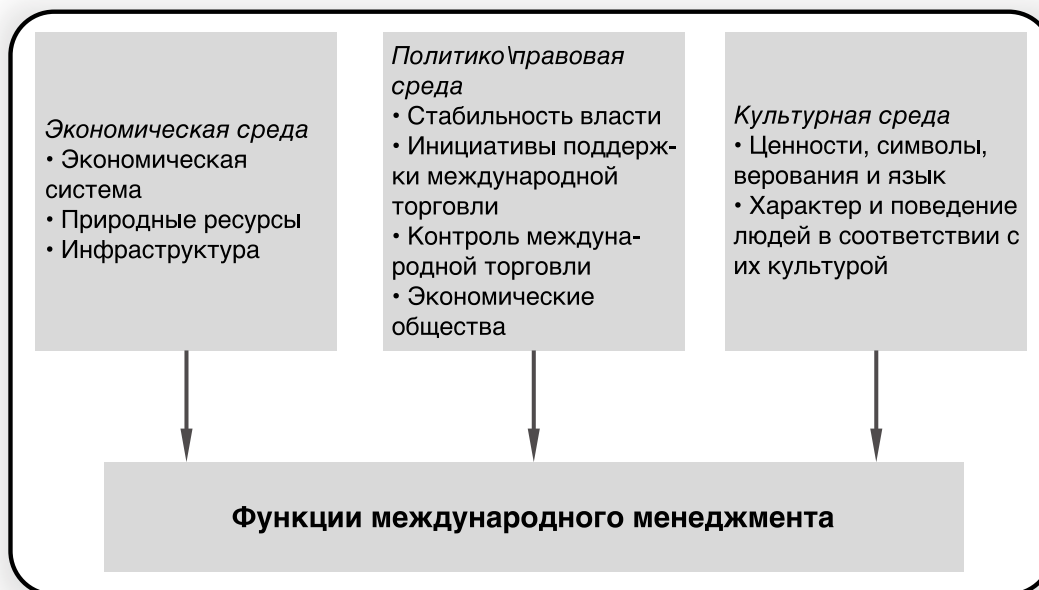 Экономическая среда
• Экономическая
система
• Природные ресурсы
• Инфраструктура
Политико\правовая
среда
• Стабильность власти
• Инициативы поддерж-
ки международной
торговли
• Контроль междуна-
родной торговли
• Экономические
общества
Культурная среда
• Ценности, символы,
верования и язык
• Характер и поведение
людей в соответствии с
их культурой
Функции международного менеджмента